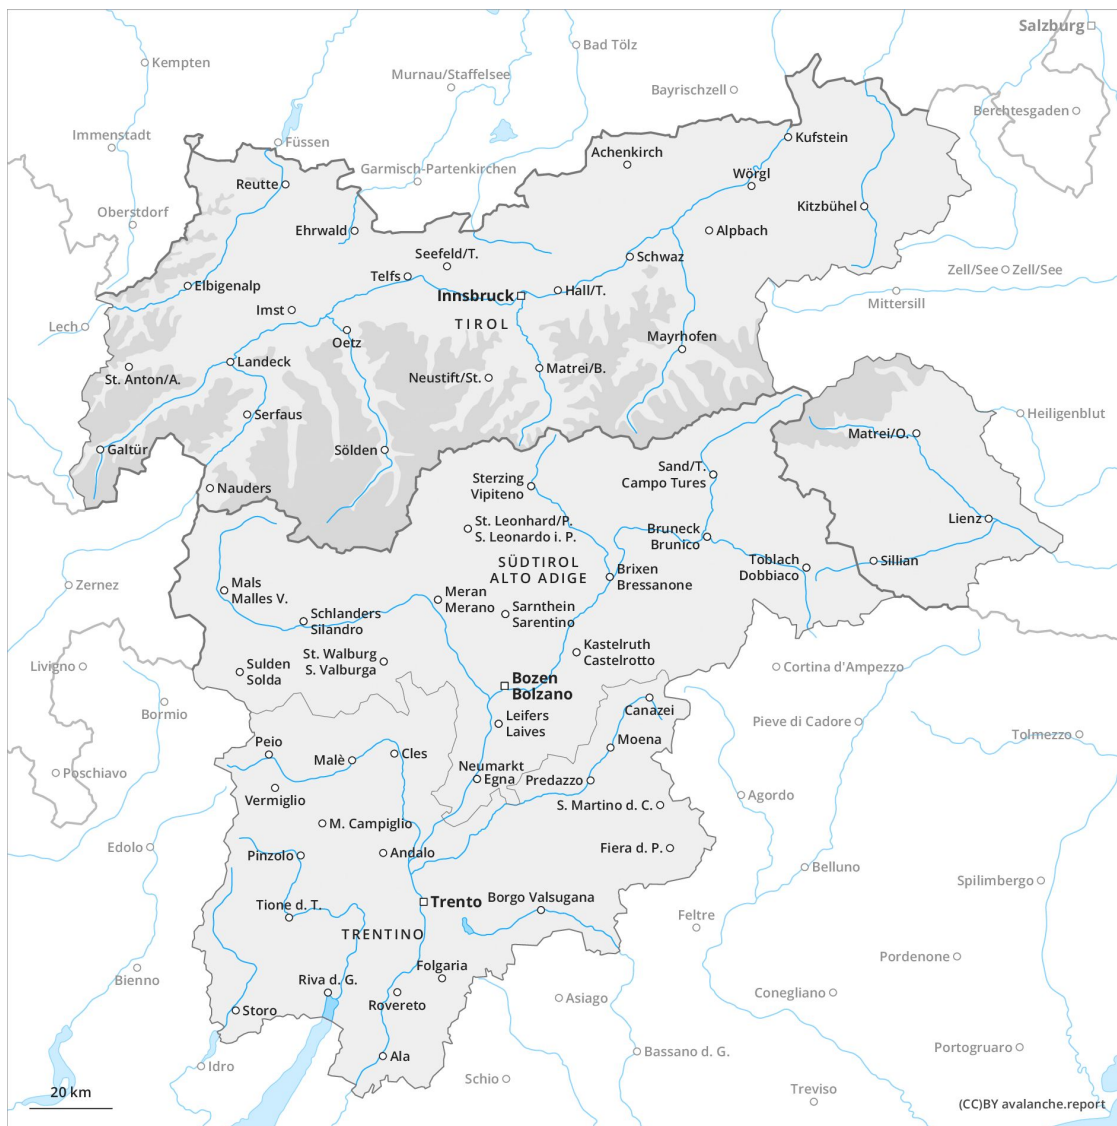 Salzburg
Bad Tölz
Kempten
Murnau/Staffelsee
Bayrischzell
Berchtesgaden
Immenstadt
Kufstein
Füssen
Achenkirch
Garmisch-Partenkirchen
Wörgl
Reutte
Kitzbühel
Oberstdorf
Ehrwald
Alpbach
Seefeld/T.
Schwaz
Zell/See
Zell/See
Telfs
Elbigenalp
Hall/T.
Innsbruck
Mittersill
Imst
TIROL
Lech
Oetz
Mayrhofen
Landeck
Matrei/B.
St. Anton/A.
Neustift/St.
Serfaus
Heiligenblut
Matrei/O.
Galtür
Sölden
Sand/T.
Campo Tures
Sterzing
Vipiteno
Nauders
Lienz
St. Leonhard/P.
S. Leonardo i. P.
Bruneck
Brunico
SÜDTIROL
ALTO ADIGE
Toblach
Dobbiaco
Sillian
Brixen
Bressanone
Zernez
Mals
Malles V.
Meran
Merano
Sarnthein
Sarentino
Schlanders
Silandro
Kastelruth
Castelrotto
St. Walburg
S. Valburga
Livigno
Cortina d'Ampezzo
Sulden
Solda
Bozen
Bolzano
Canazei
Bormio
Leifers
Laives
Pieve di Cadore
Tolmezzo
Moena
Peio
Cles
Malè
Poschiavo
Neumarkt
Egna
Predazzo
Vermiglio
Agordo
S. Martino d. C.
M. Campiglio
Edolo
Fiera d. P.
Pinzolo
Andalo
Belluno
Spilimbergo
Borgo Valsugana
Trento
Tione d. T.
Feltre
TRENTINO
Pordenone
Folgaria
Bienno
Riva d. G.
Conegliano
Asiago
Rovereto
Storo
Portogruaro
Bassano d. G.
Ala
Idro
Schio
Treviso
20 km
(CC)BY avalanche.report